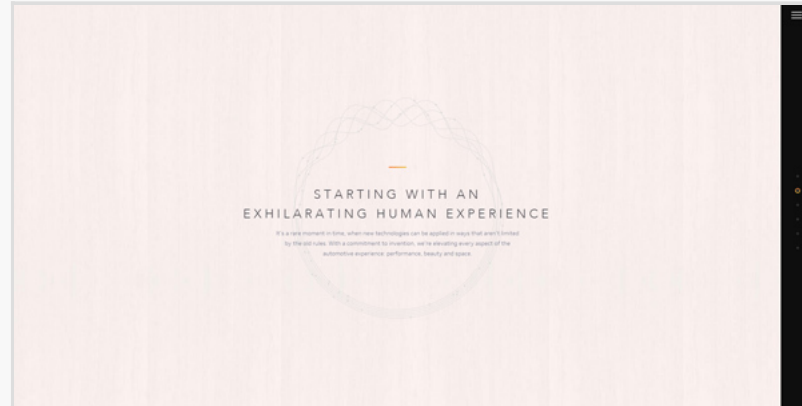 STARTING WITH AN
EXHILARATING HUMAN EXPERIENCE
It's a rare moment in time, when new technologies can be applied in ways that aren't limited
by the old rules. With a commitment to invention, we're elevating every aspect of the
automotive experience: performance, beauty and space.